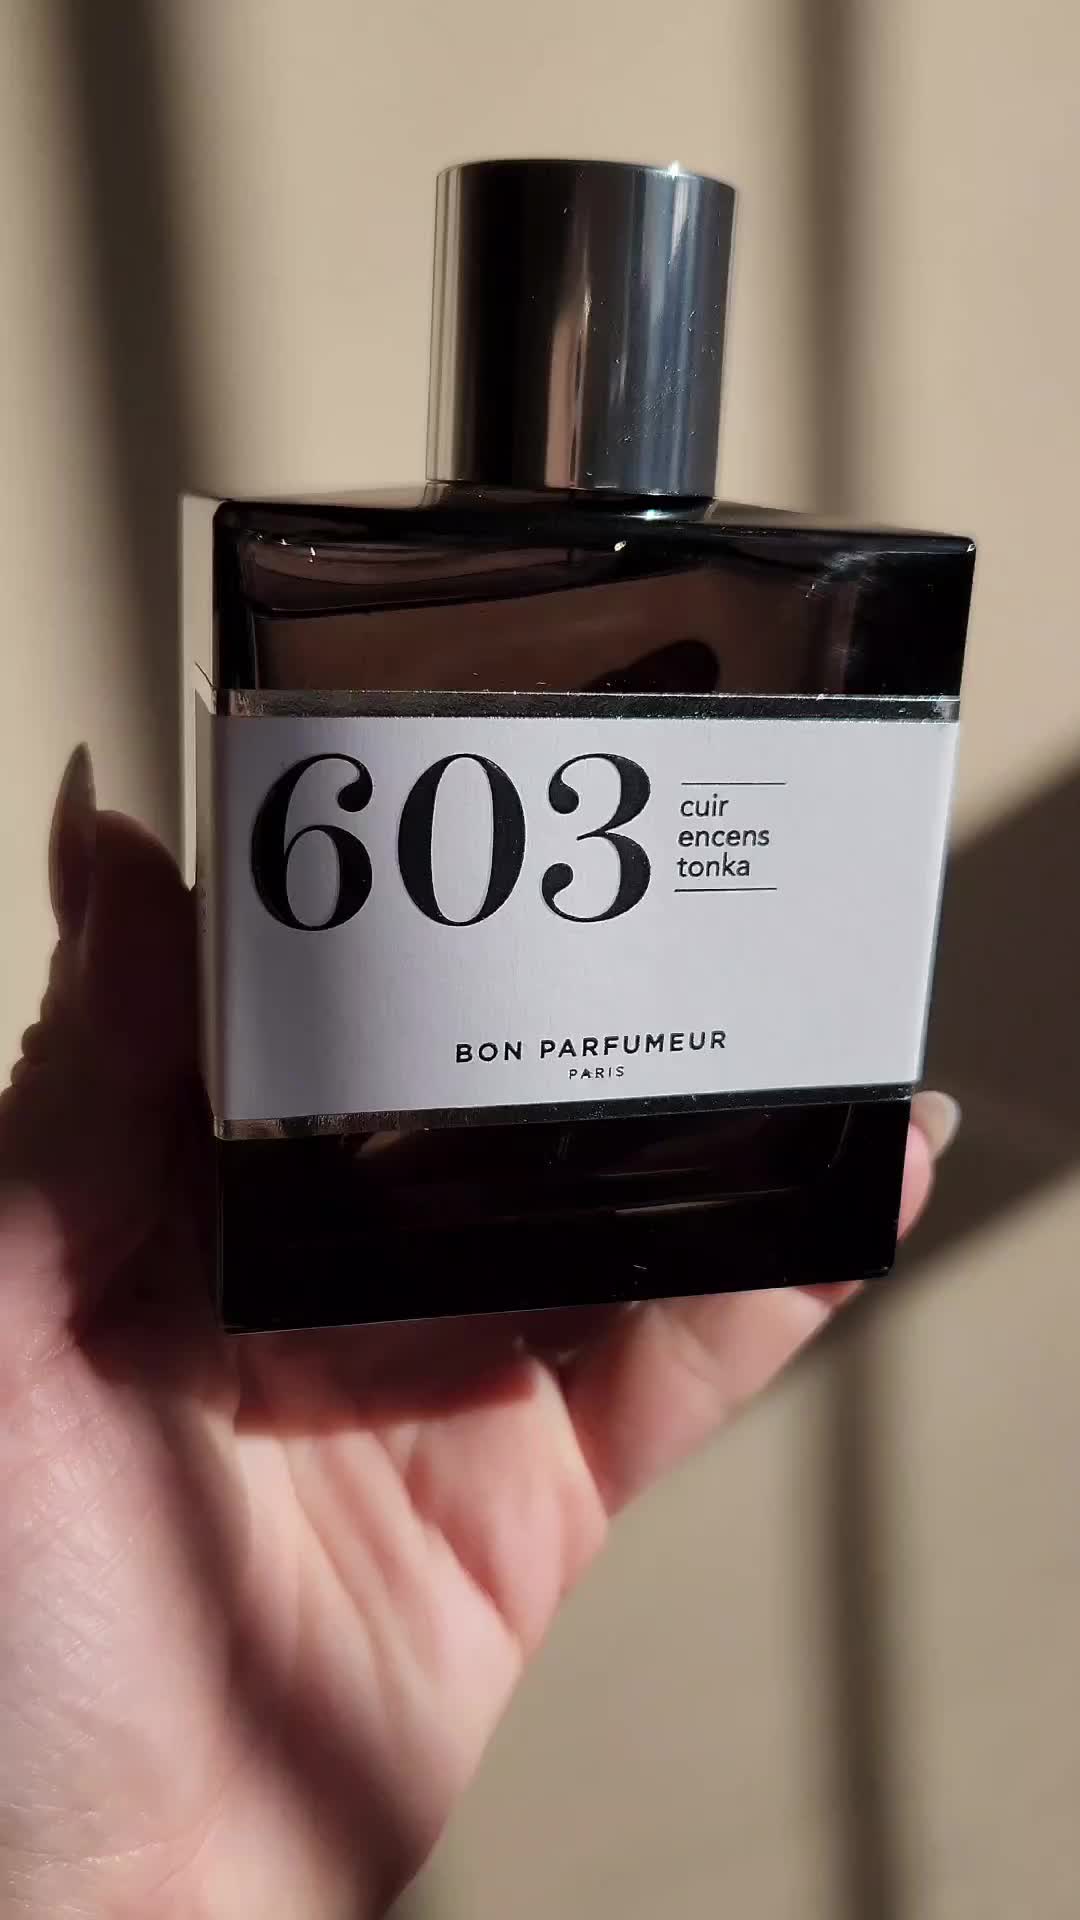 603
cuir
encens
tonka
BON PARFUMEUR
PARIS